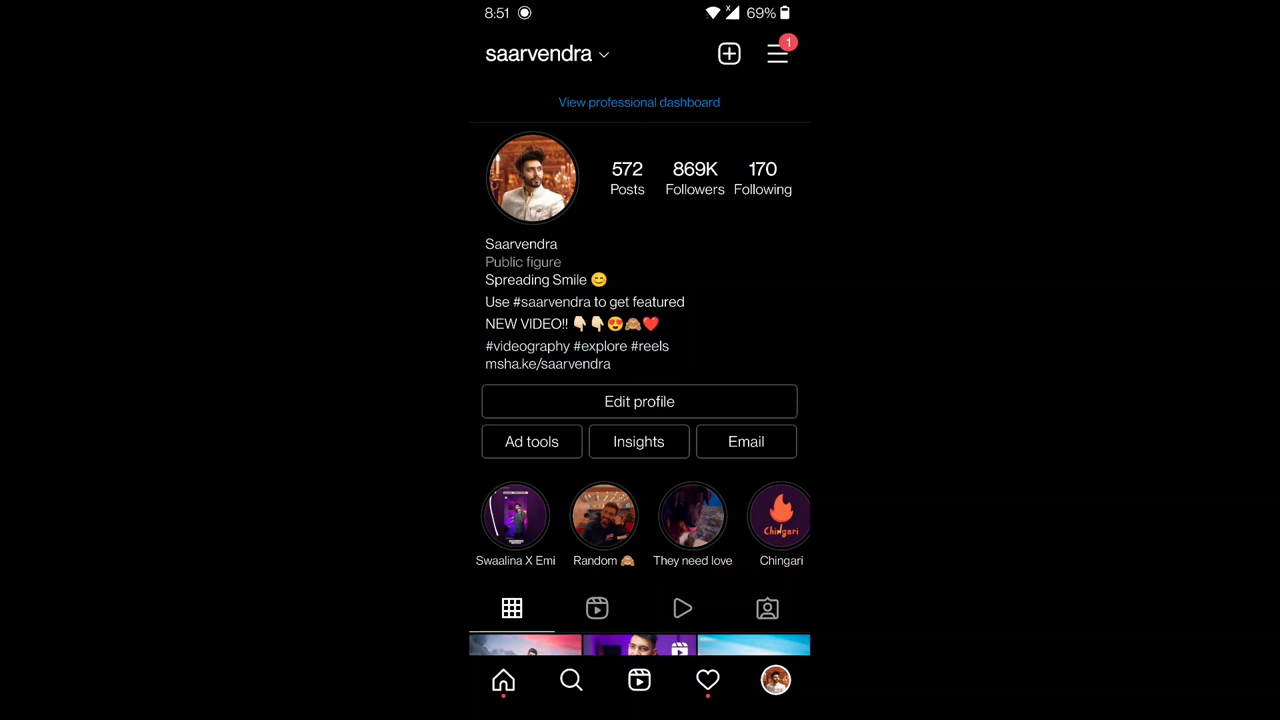 8:51 69%
saarvendra
1
View professional dashboard
572 869K 170
Posts Followers Following
Saarvendra
Public figure
Spreading Smile 😊
Use #saarvendra to get featured
NEW VIDEO!! 👇🏻👇🏻😍🙈❤️
#videography #explore #reels
msha.ke/saarvendra
Edit profile
Ad tools Insights Email
Chingari
Swaalina X Emi Random 🙈 They need love Chingari